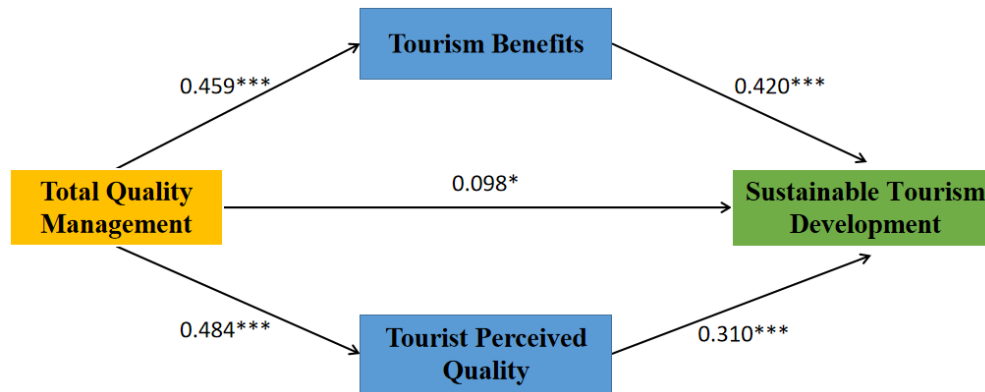 Tourism Benefits
0.459***
0.420***
Total Quality
Management
0.098*
Sustainable Tourism
Development
0.484***
0.310***
Tourist Perceived
Quality